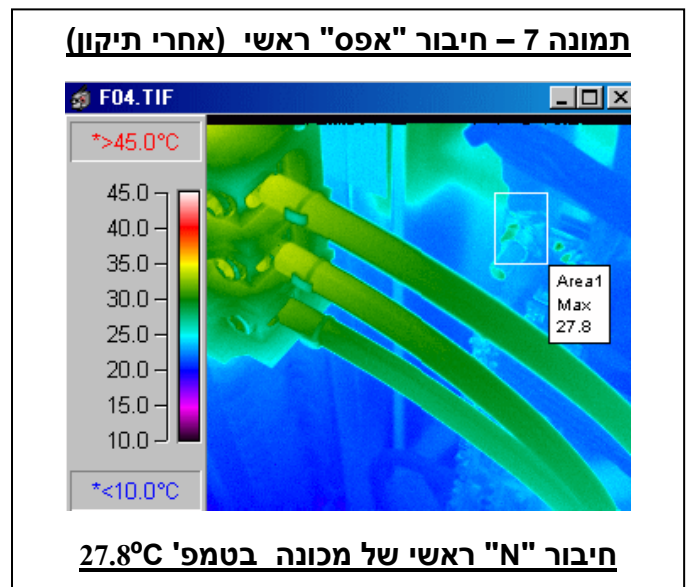 תמונה 7 – חיבור "אפס" ראשי (אחרי תיקון)
F04.TIF
*>45.0°C
45.0
40.0
35.0
30.0
25.0
20.0
15.0
10.0
*<10.0°C
Area1
Max
27.8
חיבור "N" ראשי של מכונה בטמפ' 27.8⁰C